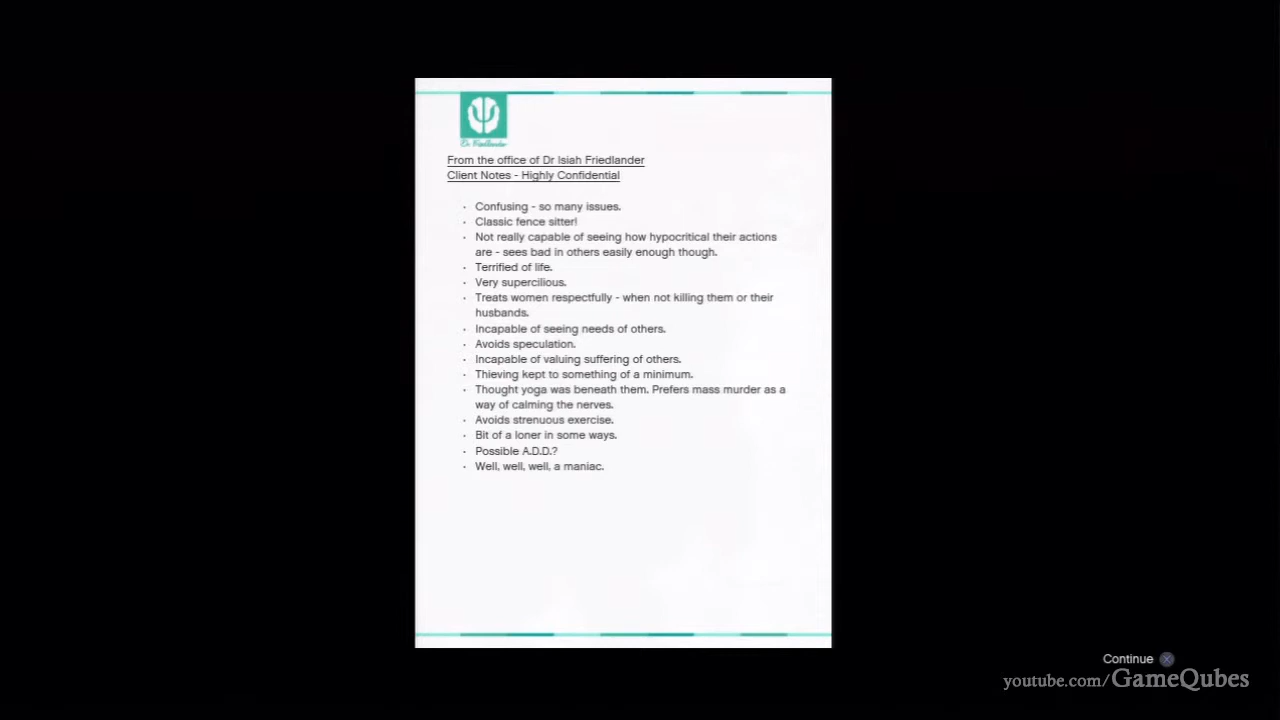 Dr Friedlander
From the office of Dr Isiah Friedlander
Client Notes - Highly Confidential
· Confusing - so many issues.
· Classic fence sitter!
· Not really capable of seeing how hypocritical their actions
are - sees bad in others easily enough though.
· Terrified of life.
· Very supercilious.
· Treats women respectfully - when not killing them or their
husbands.
· Incapable of seeing needs of others.
· Avoids speculation.
· Incapable of valuing suffering of others.
· Thieving kept to something of a minimum.
· Thought yoga was beneath them. Prefers mass murder as a
way of calming the nerves.
· Avoids strenuous exercise.
· Bit of a loner in some ways.
· Possible A.D.D.?
· Well, well, well, a maniac.
Continue
youtube.com/GameQubes